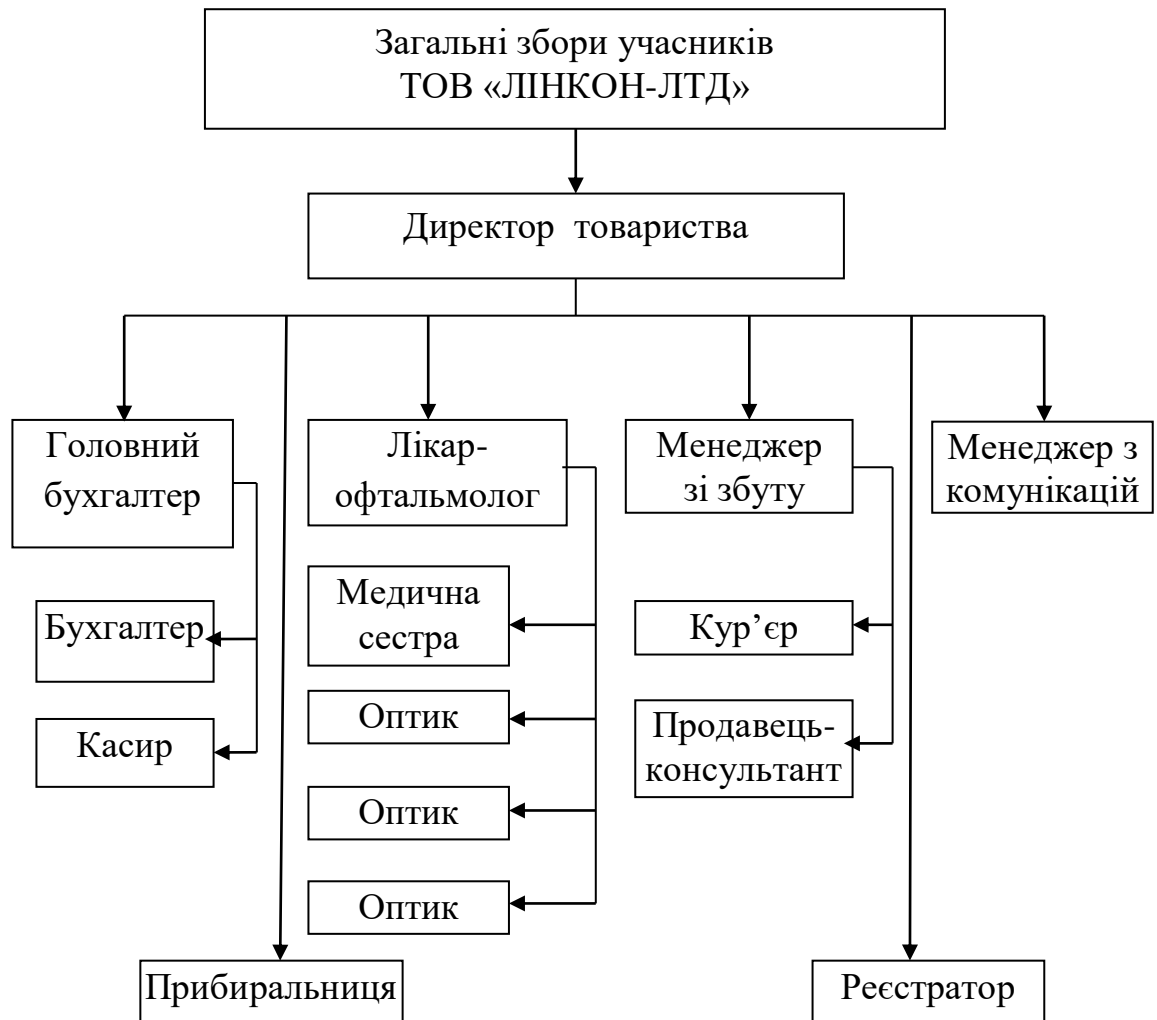 Загальні збори учасників
ТОВ «ЛІНКОН-ЛТД»
Директор товариства
Головний
бухгалтер
Лікар-
офтальмолог
Менеджер
зі збуту
Менеджер з
комунікацій
Бухгалтер
Касир
Медична
сестра
Оптик
Оптик
Оптик
Кур’єр
Продавець-
консультант
Прибиральниця
Реєстратор